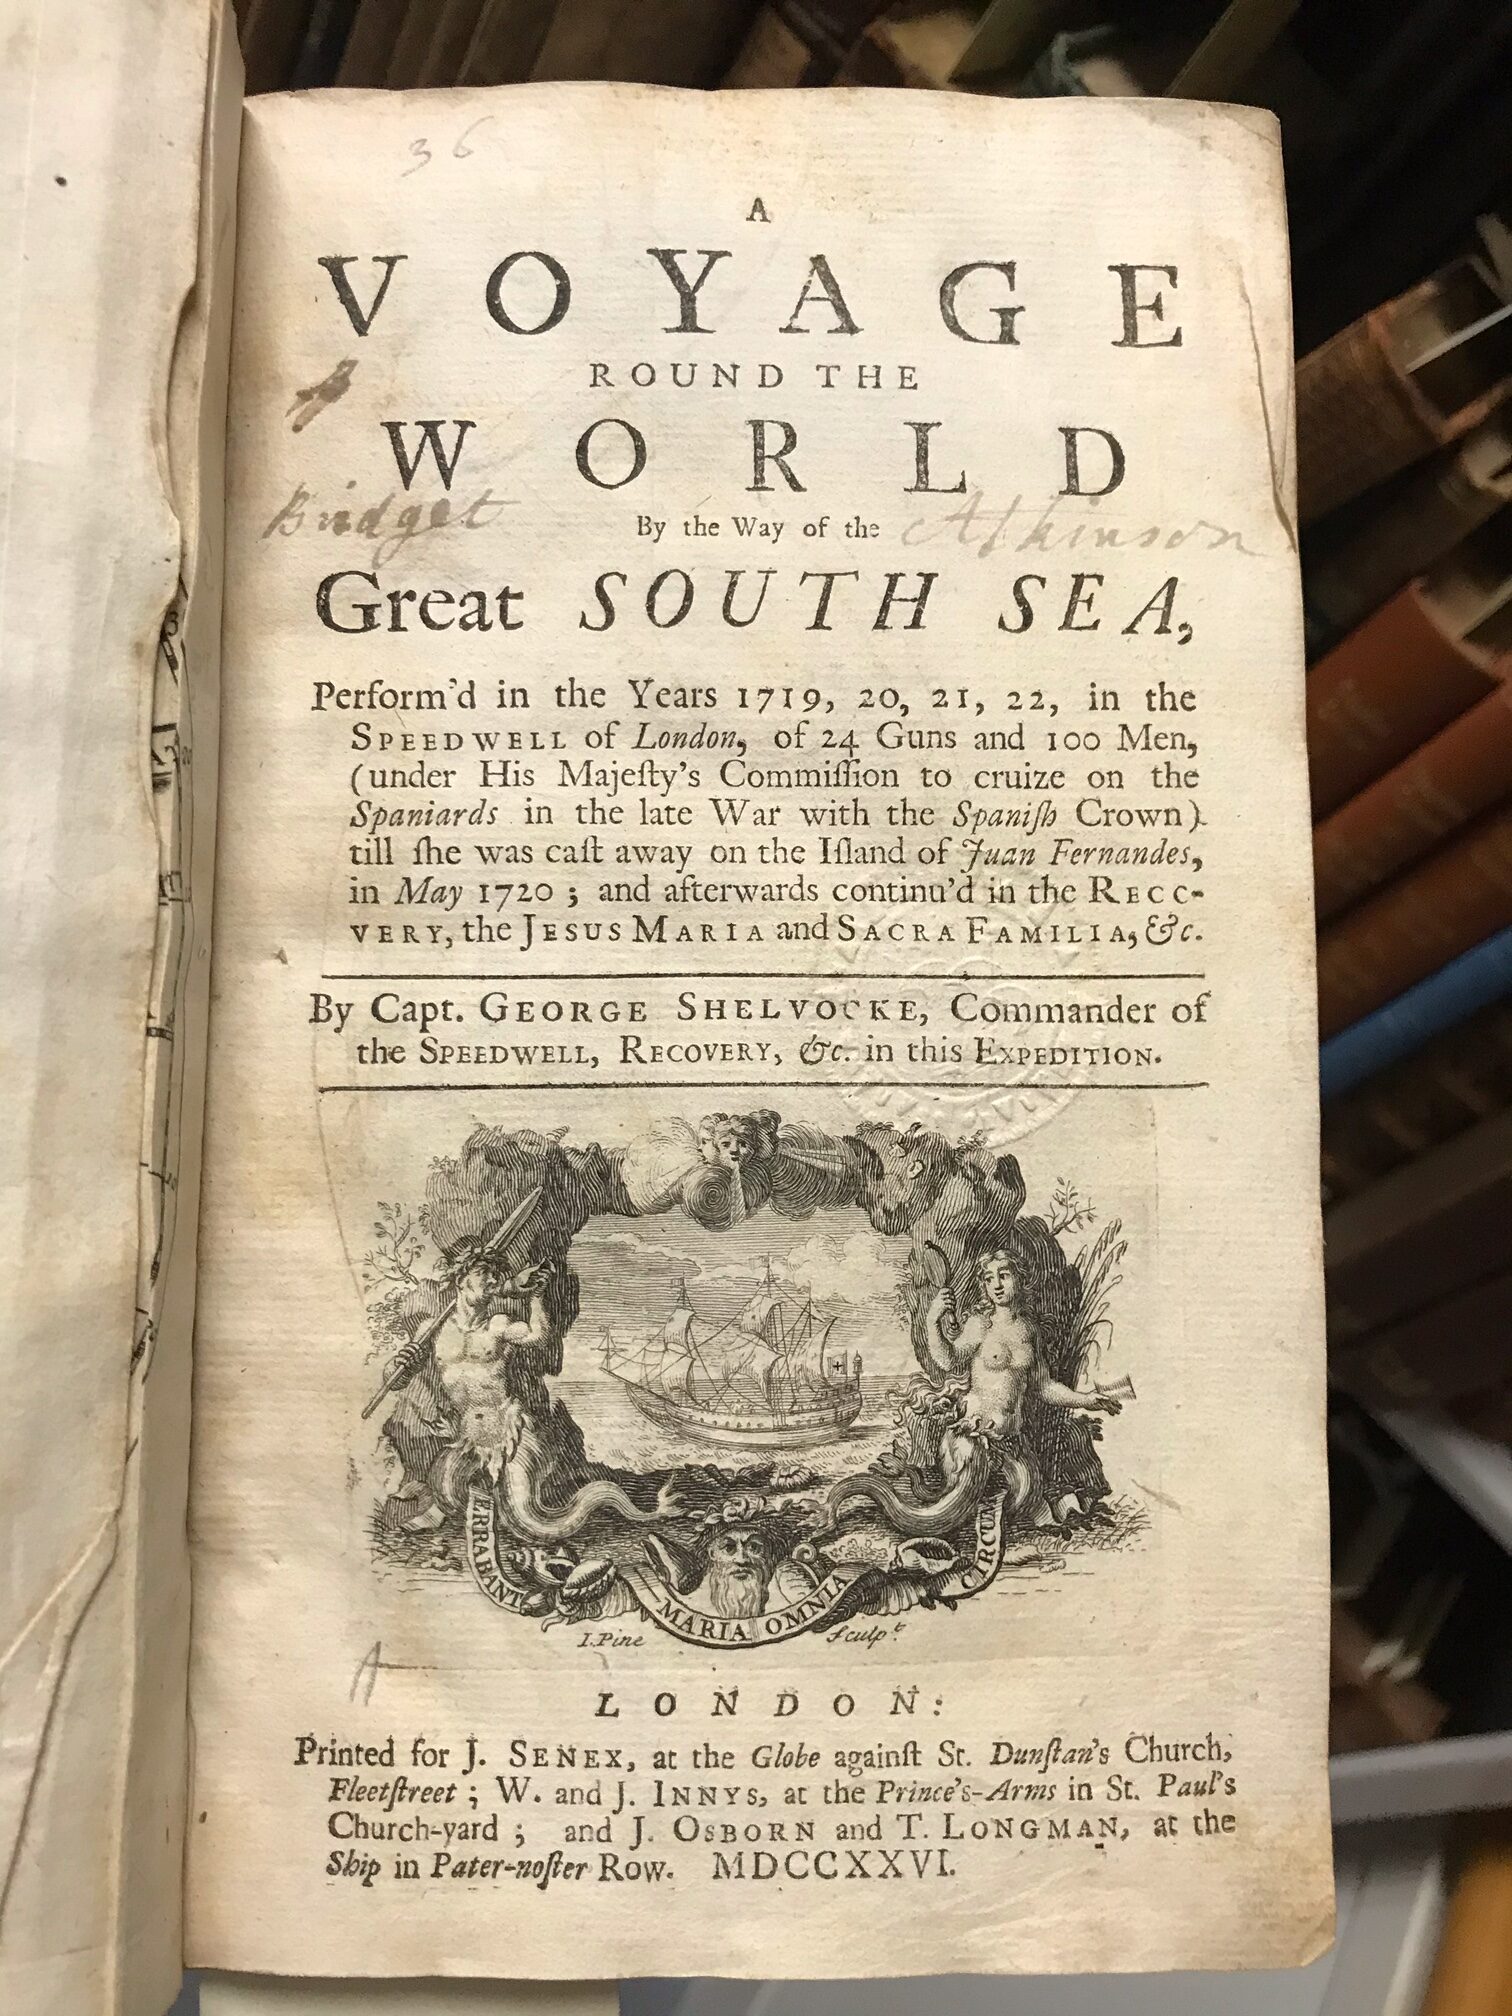 36
A
VOYAGE
ROUND THE
WORLD
Bridget By the Way of the Atkinson
Great SOUTH SEA,
Perform'd in the Years 1719, 20, 21, 22, in the
SPEEDWELL of London, of 24 Guns and 100 Men,
(under His Majeſty's Commiſſion to cruize on the
Spaniards in the late War with the Spaniſh Crown)
till ſhe was caſt away on the Iſland of Juan Fernandes,
in May 1720 ; and afterwards continu'd in the RECO-
VERY, the JESUS MARIA and SACRA FAMILIA, &c.
By Capt. GEORGE SHELVOCKE, Commander of
the SPEEDWELL, RECOVERY, &c. in this EXPEDITION.
ERRABANT MARIA OMNIA CIRCUM
I. Pine Sculpt.
A
LONDON:
Printed for J. SENEX, at the Globe againſt St. Dunſtan's Church,
Fleetſtreet ; W. and J. INNYS, at the Prince's-Arms in St. Paul's
Church-yard ; and J. OSBORN and T. LONGMAN, at the
Ship in Pater-noſter Row. MDCCXXVI.